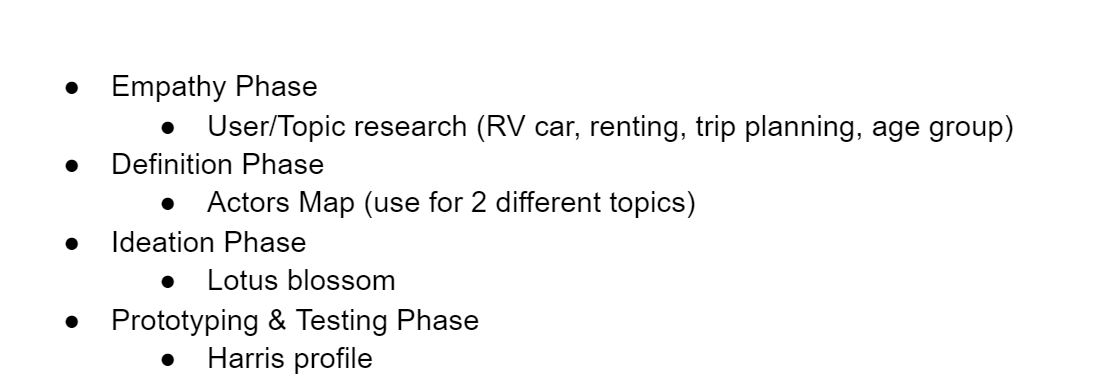 ● Empathy Phase
● User/Topic research (RV car, renting, trip planning, age group)
● Definition Phase
● Actors Map (use for 2 different topics)
● Ideation Phase
● Lotus blossom
● Prototyping & Testing Phase
● Harris profile